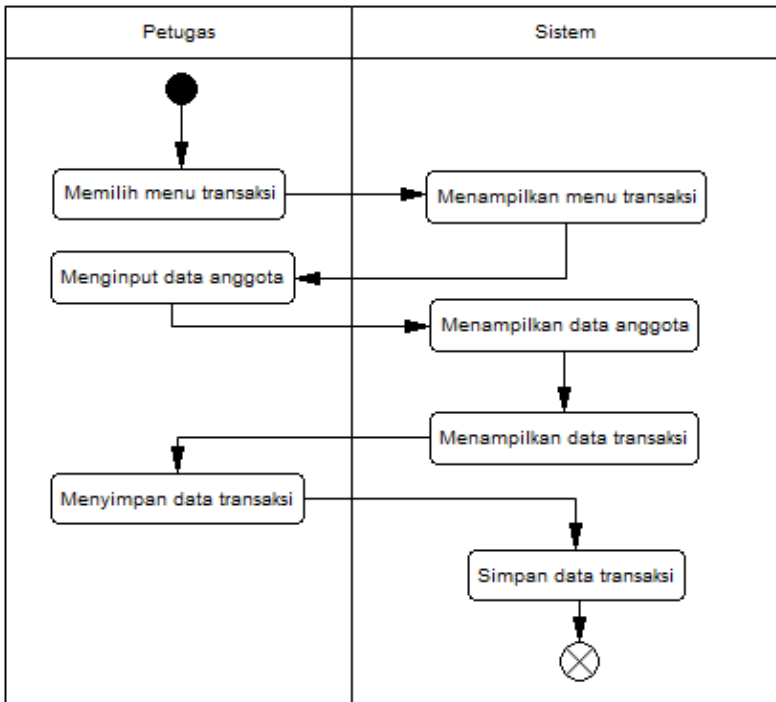 Petugas
Sistem
Memilih menu transaksi
Menampilkan menu transaksi
Menginput data anggota
Menampilkan data anggota
Menampilkan data transaksi
Menyimpan data transaksi
Simpan data transaksi